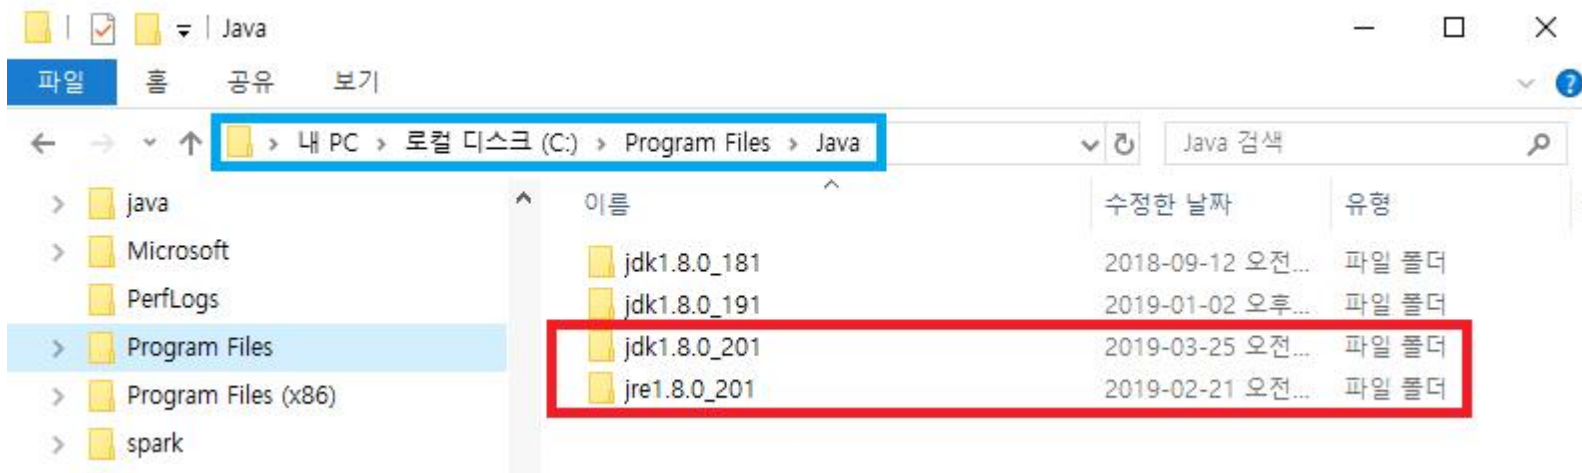 Java
파일 홈 공유 보기
내 PC > 로컬 디스크 (C:) > Program Files > Java
Java 검색
java
Microsoft
PerfLogs
Program Files
Program Files (x86)
spark
이름 수정한 날짜 유형
jdk1.8.0_181 2018-09-12 오전... 파일 폴더
jdk1.8.0_191 2019-01-02 오후... 파일 폴더
jdk1.8.0_201 2019-03-25 오전... 파일 폴더
jre1.8.0_201 2019-02-21 오전... 파일 폴더